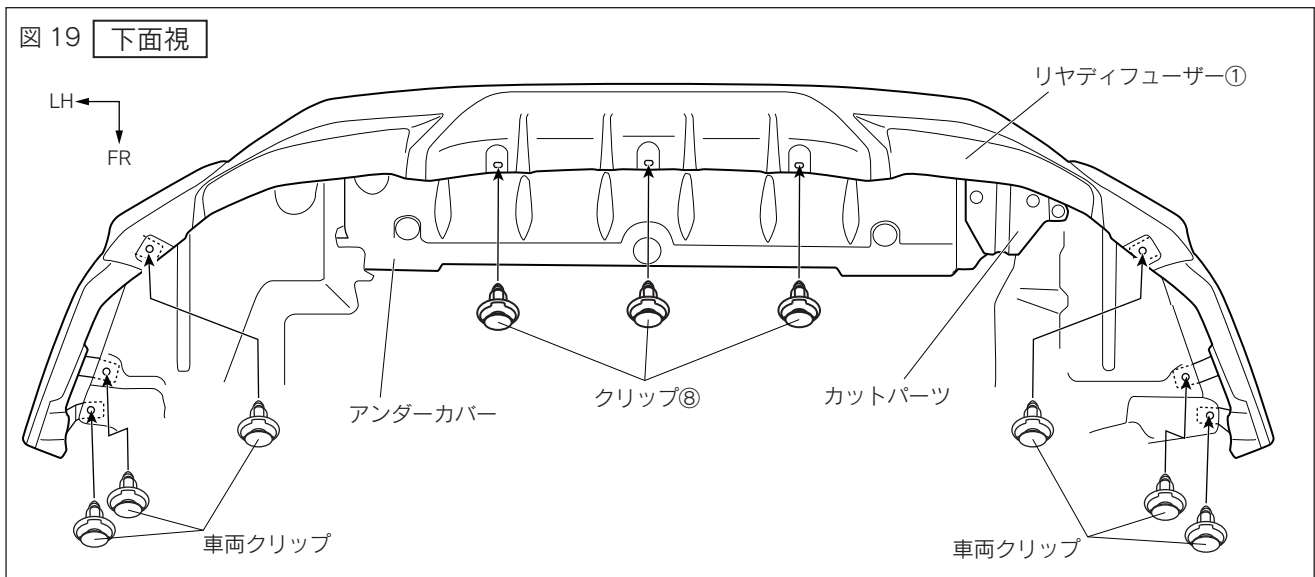 図 19 下面視
リヤディフューザー①
LH
FR
アンダーカバー
クリップ⑧
カットパーツ
車両クリップ
車両クリップ